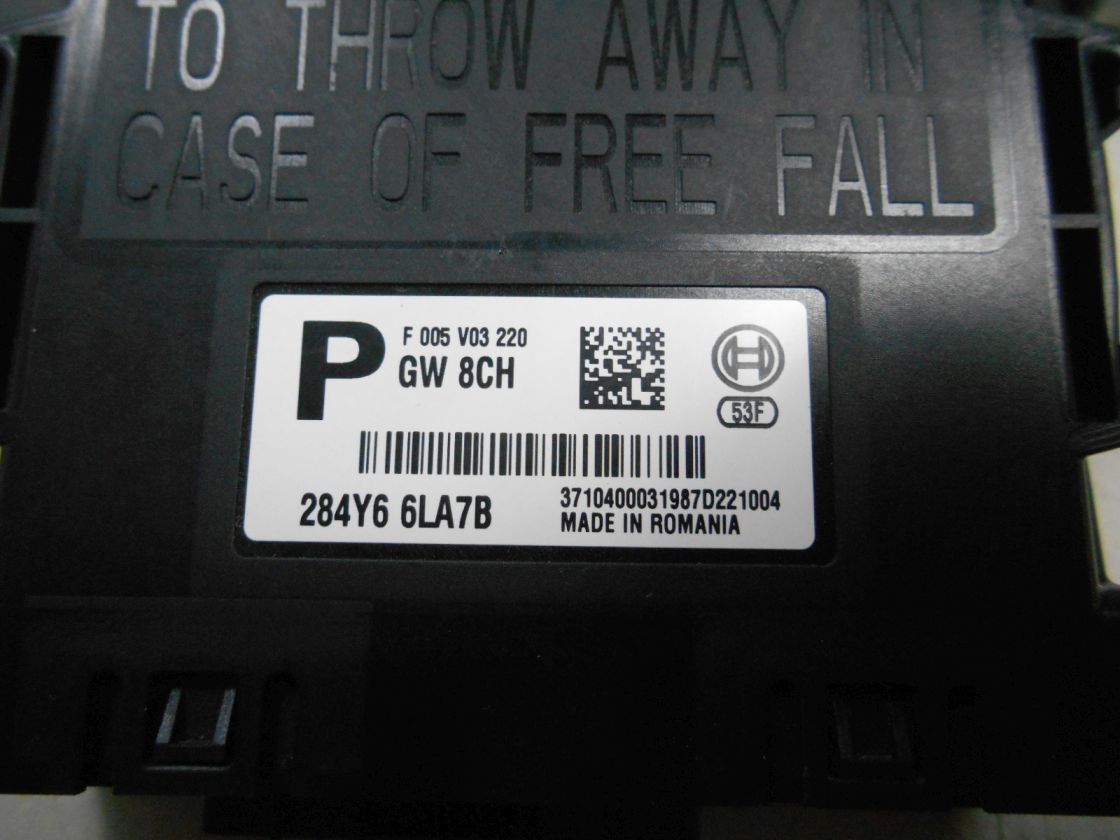 TO THROW AWAY IN
CASE OF FREE FALL
P
F 005 V03 220
GW 8CH
53F
284Y6 6LA7B
3710400031987D221004
MADE IN ROMANIA